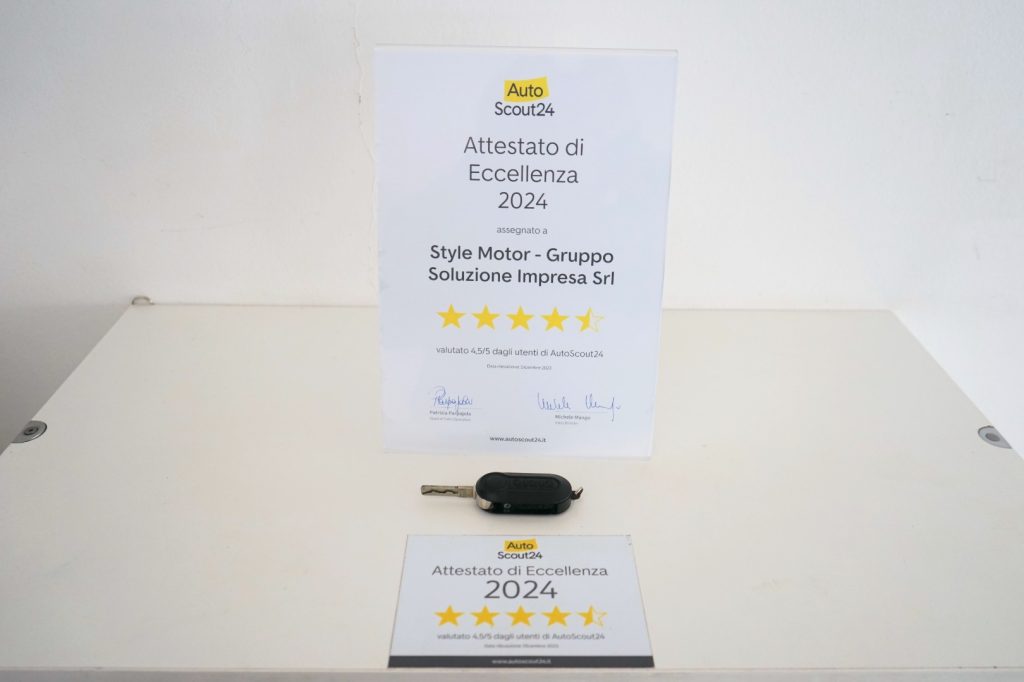 Auto
Scout24
Attestato di
Eccellenza
2024
assegnato a
Style Motor - Gruppo
Soluzione Impresa Srl
valutato 4,5/5 dagli utenti di AutoScout24
Patrizia
Michele
www.autoscout24.it
Auto
Scout24
Attestato di Eccellenza
2024
valutato 4,5/5 dagli utenti di AutoScout24
www.autoscout24.it